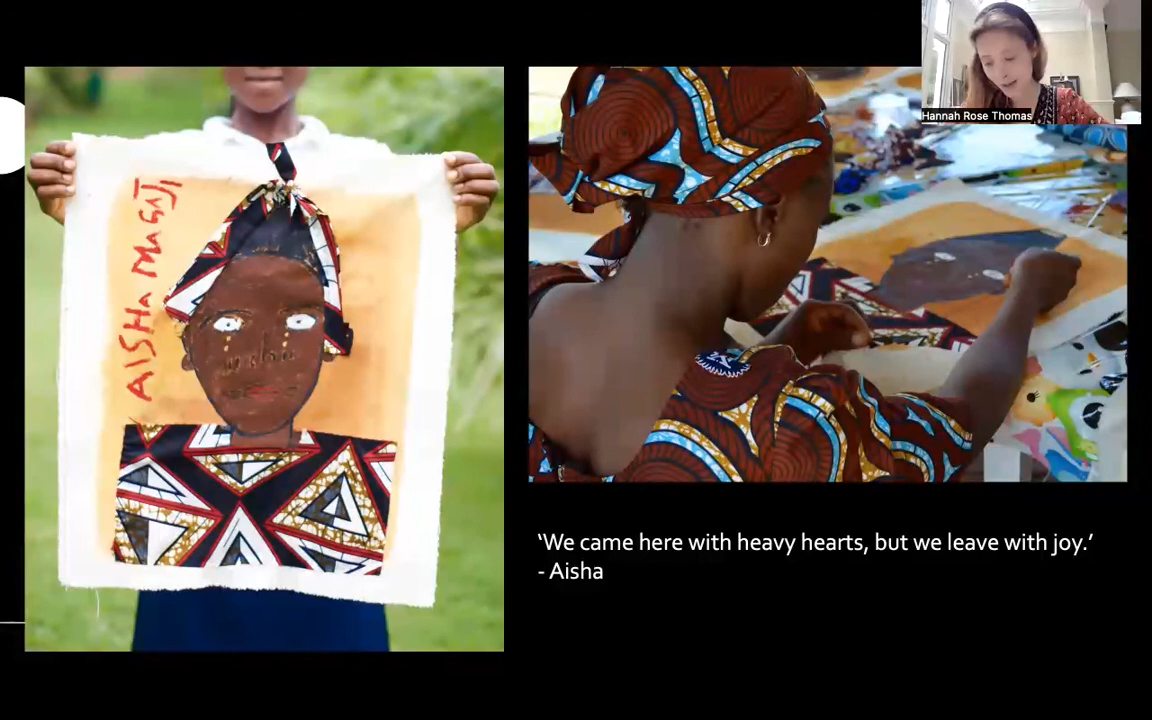 Hannah Rose Thomas
AISHA MAGAJI
‘We came here with heavy hearts, but we leave with joy.’
- Aisha